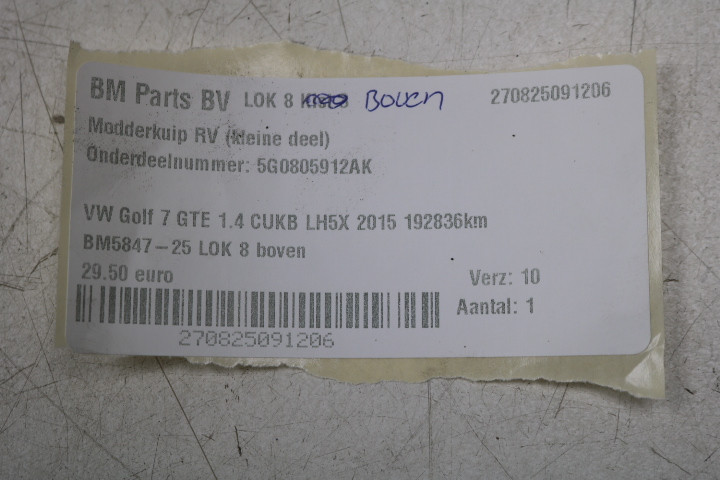 BM Parts BV LOK 8 Boven 270825091206
Modderkuip RV (kleine deel)
Onderdeelnummer: 5G0805912AK
VW Golf 7 GTE 1.4 CUKB LH5X 2015 192836km
BM5847-25 LOK 8 boven
29.50 euro Verz: 10
Aantal: 1
270825091206